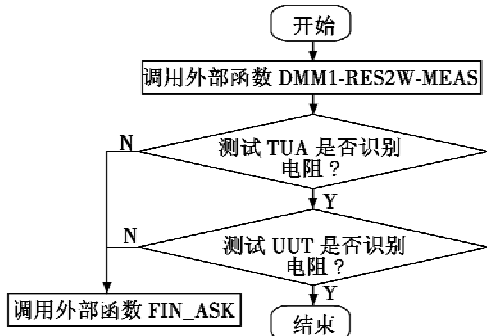 开始
调用外部函数 DMM1-RES2W-MEAS
测试 TUA 是否识别
电阻?
N
Y
测试 UUT 是否识别
电阻?
N
Y
调用外部函数 FIN_ASK
结束